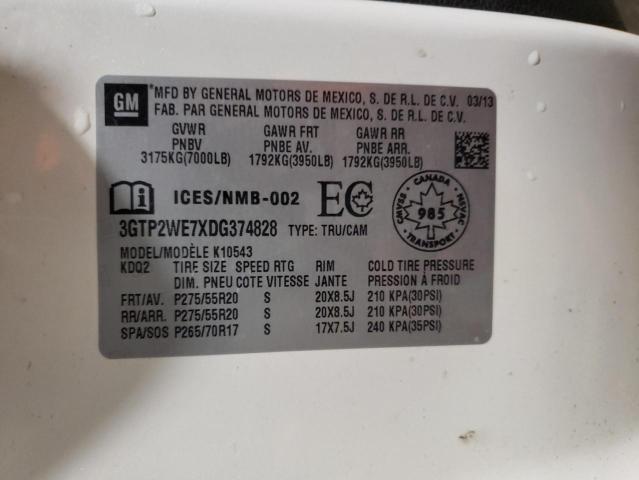 GM
*MFD BY GENERAL MOTORS DE MEXICO, S. DE R.L. DE C.V. 03/13
FAB. PAR GENERAL MOTORS DE MEXICO, S. DE R.L. DE C.V.
GVWR GAWR FRT GAWR RR
PNBV PNBE AV. PNBE ARR.
3175KG(7000LB) 1792KG(3950LB) 1792KG(3950LB)
ICES/NMB-002 EC
CANADA
CMVSS 985 NSVAC
TRANSPORT
3GTP2WE7XDG374828 TYPE: TRU/CAM
MODEL/MODÈLE K10543
KDQ2 TIRE SIZE SPEED RTG RIM COLD TIRE PRESSURE
DIM. PNEU COTE VITESSE JANTE PRESSION À FROID
FRT/AV. P275/55R20 S 20X8.5J 210 KPA(30PSI)
RR/ARR. P275/55R20 S 20X8.5J 210 KPA(30PSI)
SPA/SOS P265/70R17 S 17X7.5J 240 KPA(35PSI)